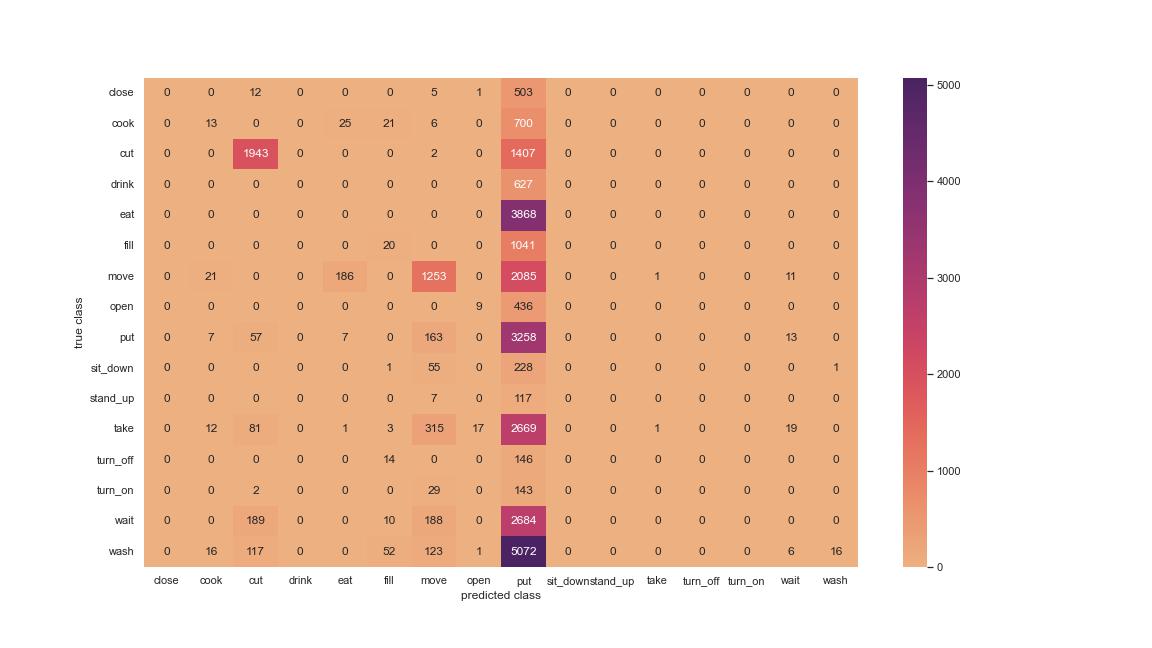 close 0 0 12 0 0 0 5 1 503 0 0 0 0 0 0 0
cook 0 13 0 0 25 21 6 0 700 0 0 0 0 0 0 0
cut 0 0 1943 0 0 0 2 0 1407 0 0 0 0 0 0 0
drink 0 0 0 0 0 0 0 0 627 0 0 0 0 0 0 0
eat 0 0 0 0 0 0 0 0 3868 0 0 0 0 0 0 0
fill 0 0 0 0 0 20 0 0 1041 0 0 0 0 0 0 0
move 0 21 0 0 186 0 1253 0 2085 0 0 1 0 0 11 0
open 0 0 0 0 0 0 0 9 436 0 0 0 0 0 0 0
put 0 7 57 0 7 0 163 0 3258 0 0 0 0 0 13 0
sit_down 0 0 0 0 0 1 55 0 228 0 0 0 0 0 0 1
stand_up 0 0 0 0 0 0 7 0 117 0 0 0 0 0 0 0
take 0 12 81 0 1 3 315 17 2669 0 0 1 0 0 19 0
turn_off 0 0 0 0 0 14 0 0 146 0 0 0 0 0 0 0
turn_on 0 0 2 0 0 0 29 0 143 0 0 0 0 0 0 0
wait 0 0 189 0 0 10 188 0 2684 0 0 0 0 0 0 0
wash 0 16 117 0 0 52 123 1 5072 0 0 0 0 0 6 16
close cook cut drink eat fill move open put sit_down stand_up take turn_off turn_on wait wash
predicted class
true class
5000
4000
3000
2000
1000
0